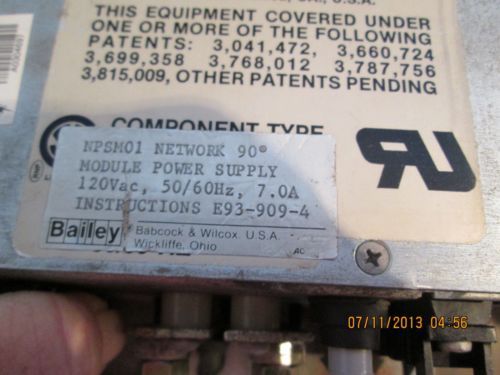 CA., U.S.A.
THIS EQUIPMENT COVERED UNDER
ONE OR MORE OF THE FOLLOWING
PATENTS: 3,041,472, 3,660,724
3,699,358 3,768,012 3,787,756
3,815,009, OTHER PATENTS PENDING
COMPONENT TYPE
NPSM01 NETWORK 90®
MODULE POWER SUPPLY
120Vac, 50/60Hz, 7.0A
INSTRUCTIONS E93-909-4
Bailey
Babcock & Wilcox. U.S.A.
Wickliffe, Ohio
AC
07/11/2013 04:56